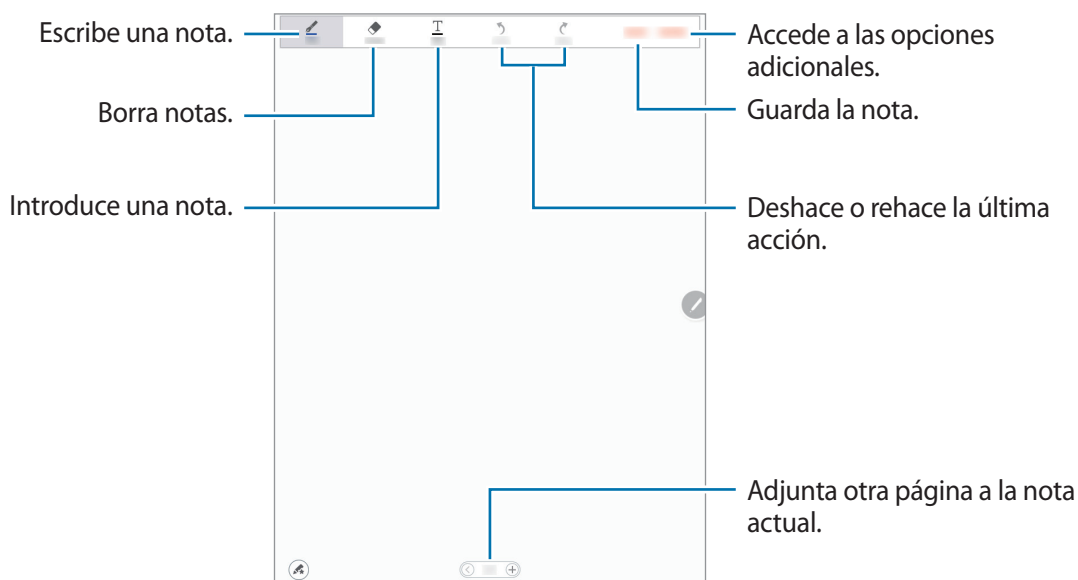 Escribe una nota.
Borra notas.
Introduce una nota.
T
Accede a las opciones
adicionales.
Guarda la nota.
Deshace o rehace la última
acción.
Adjunta otra página a la nota
actual.